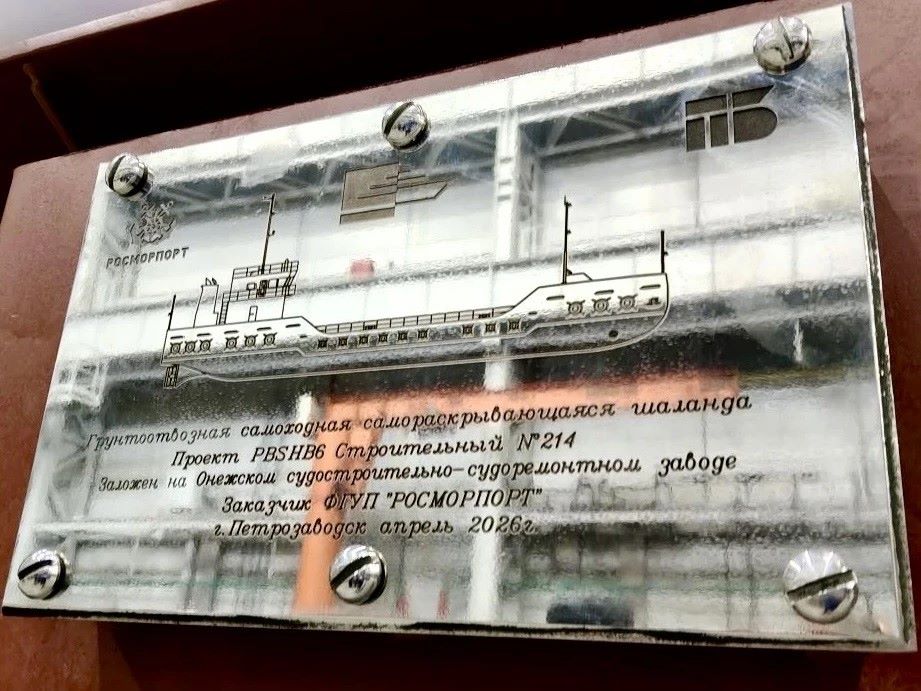 РОСМОРПОРТ
ПБ
Грунтоотвозная самоходная самораскрывающаяся шаланда
Проект PBSHB6 Строительный №214
Заложен на Онежском судостроительно-судоремонтном заводе
Заказчик ФГУП "РОСМОРПОРТ"
г.Петрозаводск апрель 2026г.